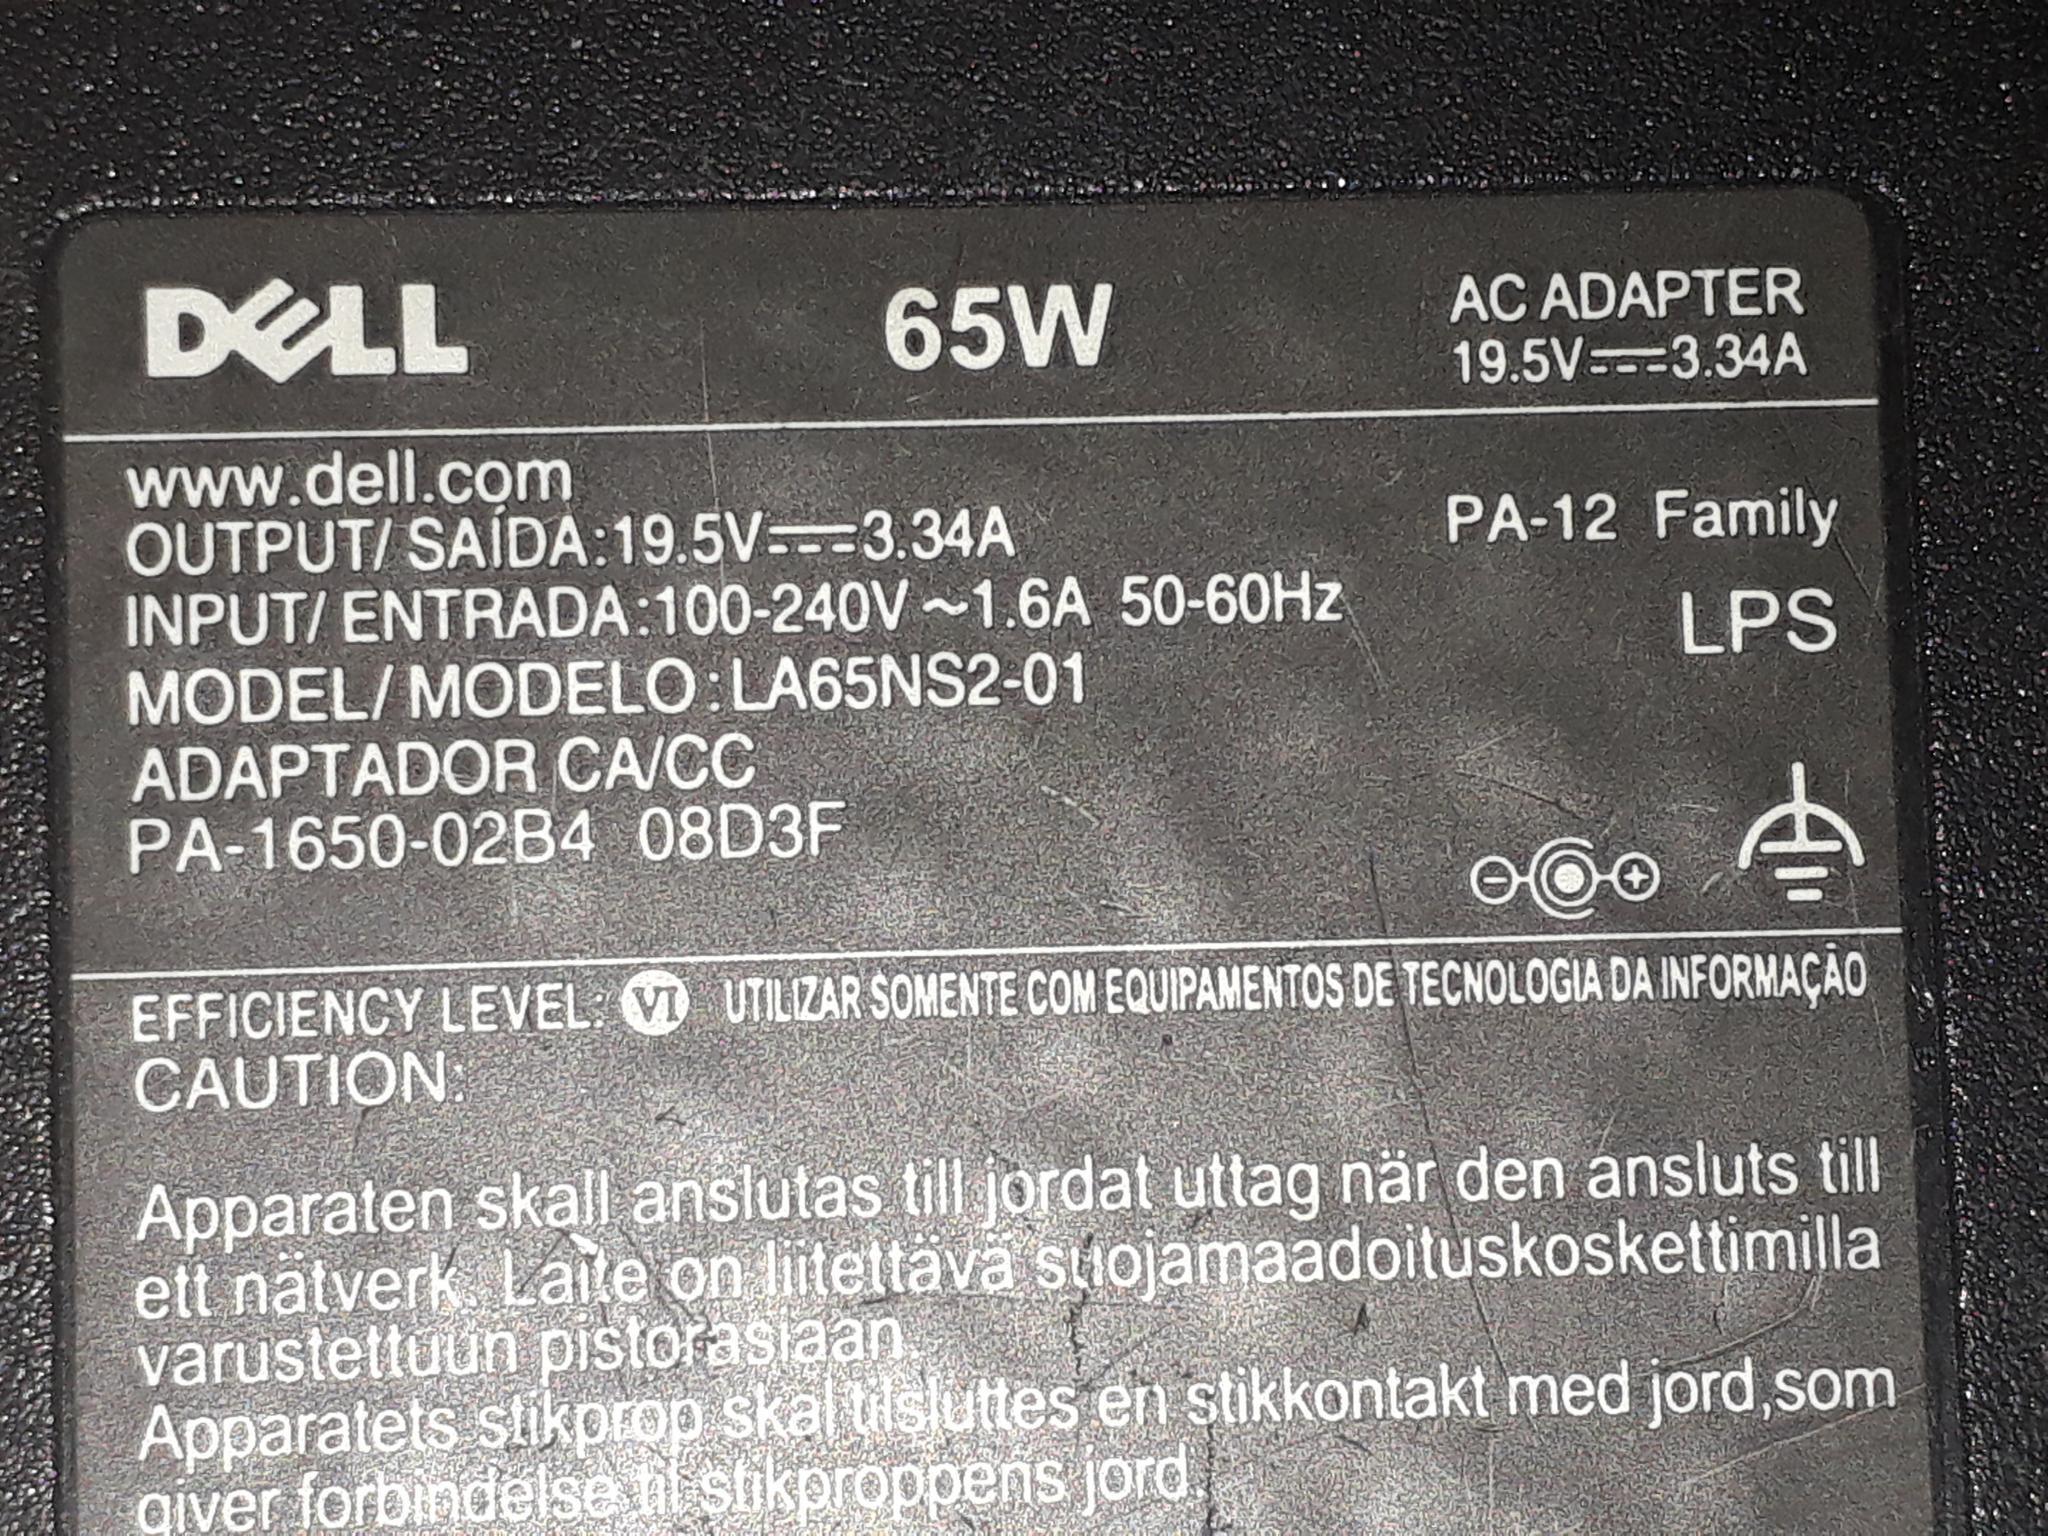 DELL 65W AC ADAPTER
19.5V⎓3.34A
www.dell.com
OUTPUT/ SAÍDA:19.5V⎓3.34A PA-12 Family
INPUT/ ENTRADA:100-240V ~1.6A 50-60Hz LPS
MODEL/ MODELO:LA65NS2-01
ADAPTADOR CA/CC
PA-1650-02B4 08D3F
EFFICIENCY LEVEL: VI UTILIZAR SOMENTE COM EQUIPAMENTOS DE TECNOLOGIA DA INFORMAÇÃO
CAUTION:
Apparaten skall anslutas till jordat uttag när den ansluts till
ett nätverk. Laite on liitettävä suojamaadoituskoskettimilla
varustettuun pistorasiaan.
Apparatets stikprop skal tilsluttes en stikkontakt med jord,som
giver forbindelse til stikproppens jord.